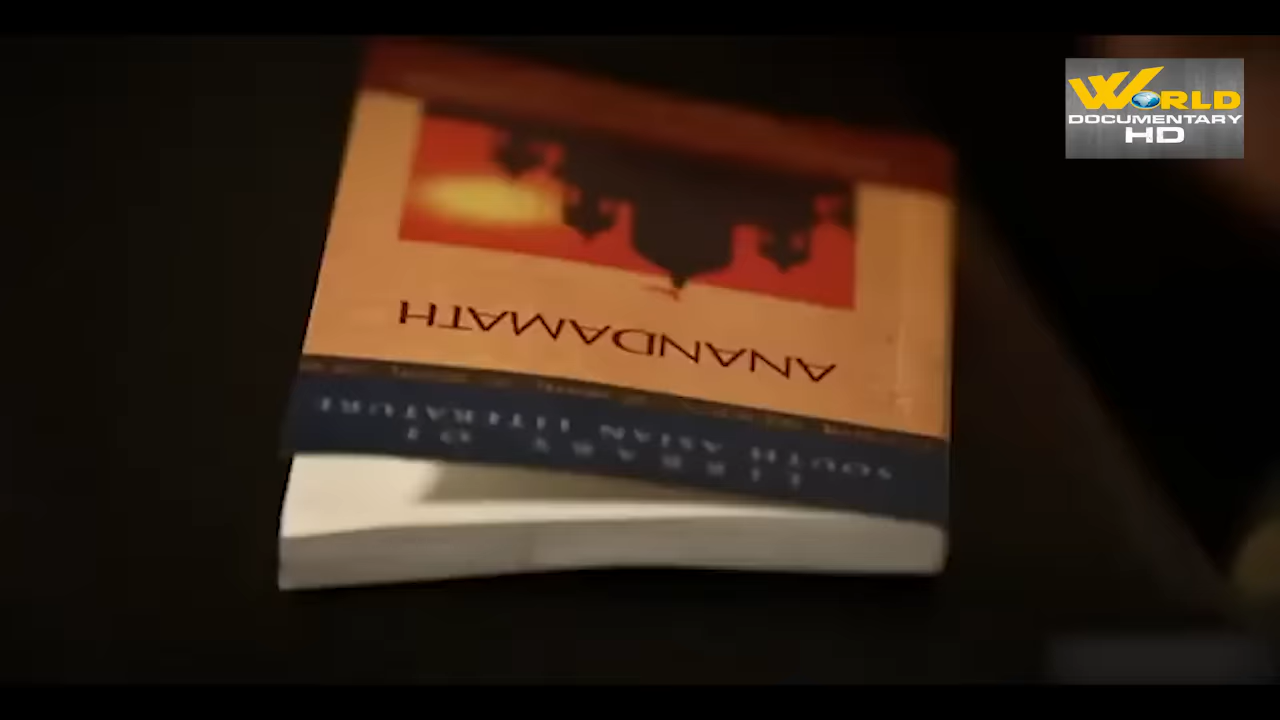 WORLD
DOCUMENTARY
HD
LIBRARY OF
SOUTH ASIAN LITERATURE
ANANDAMATH